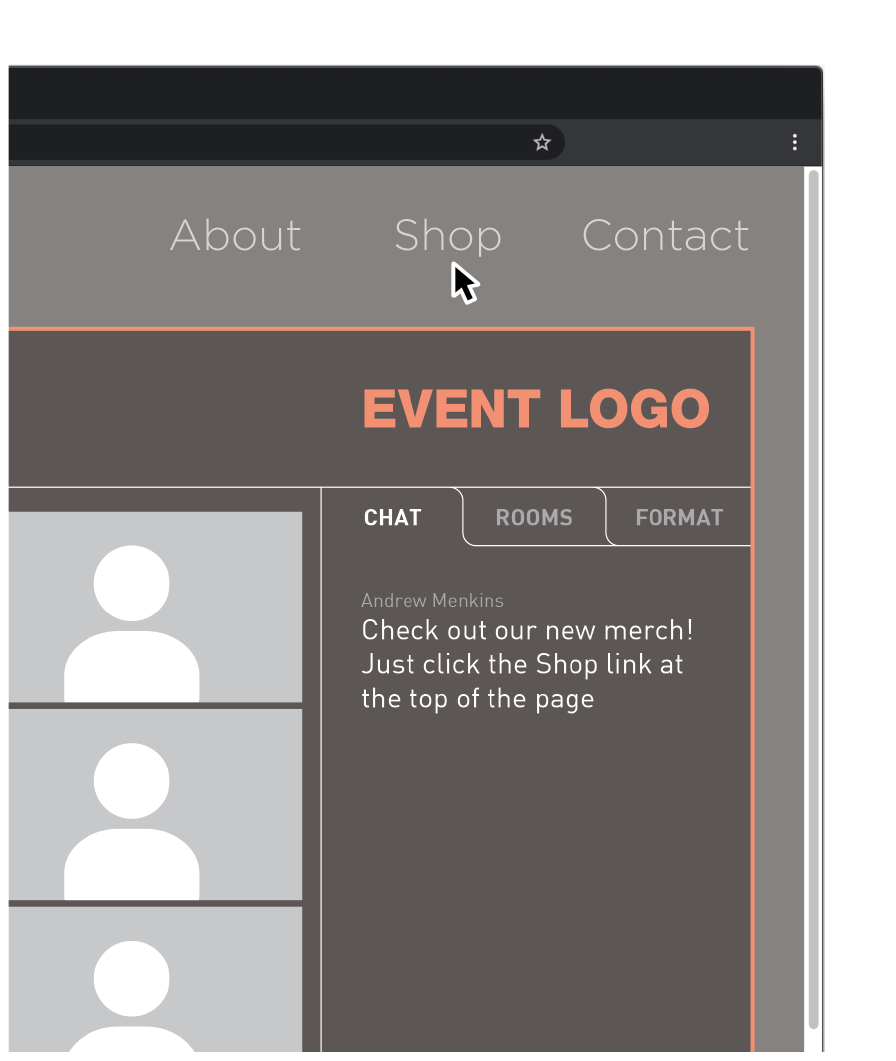 About Shop Contact
EVENT LOGO
CHAT ROOMS FORMAT
Andrew Menkins
Check out our new merch!
Just click the Shop link at
the top of the page